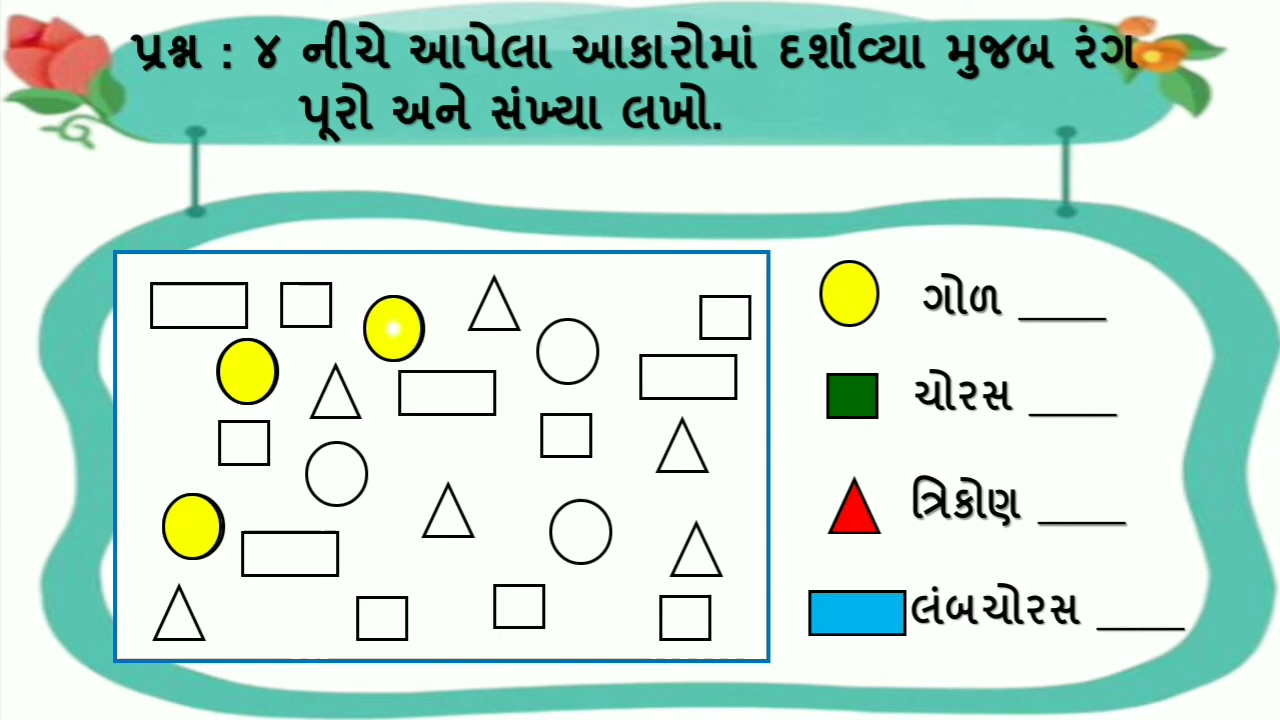 પ્રશ્ન : ૪ નીચે આપેલા આકારોમાં દર્શાવ્યા મુજબ રંગ
પૂરો અને સંખ્યા લખો.
ગોળ ____
ચોરસ ____
ત્રિકોણ ____
લંબચોરસ ____